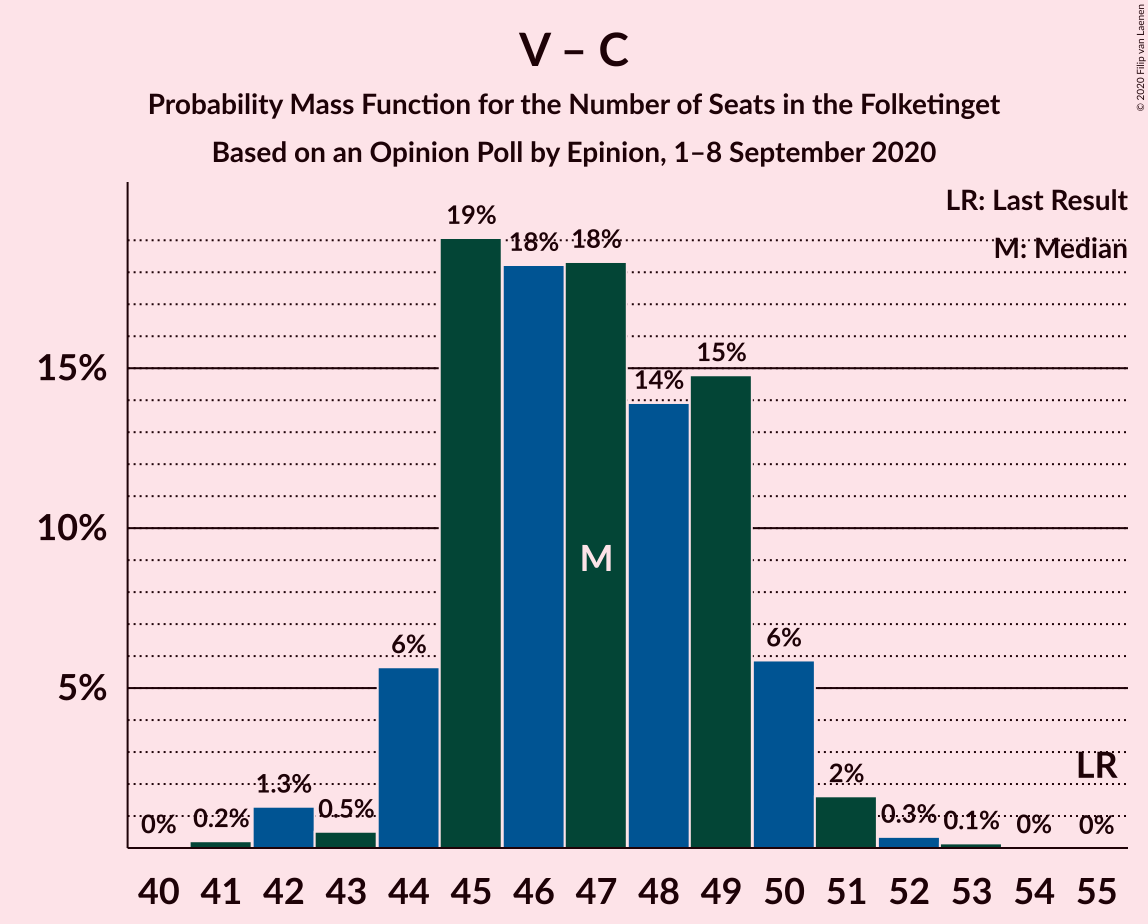 V – C
Probability Mass Function for the Number of Seats in the Folketinget
Based on an Opinion Poll by Epinion, 1–8 September 2020
© 2020 Filip van Laenen
LR: Last Result
M: Median
19%
18%
18%
15%
14%
6%
6%
1.3%
0.5%
0.2%
0%
2%
0.3%
0.1%
0%
0%
LR
M
15%
10%
5%
40 41 42 43 44 45 46 47 48 49 50 51 52 53 54 55